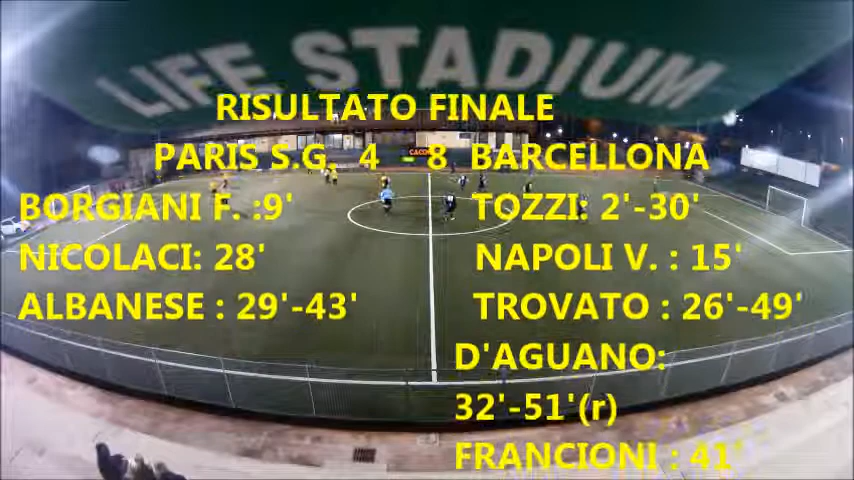 LIFE STADIUM
RISULTATO FINALE
PARIS S.G. 4 8 BARCELLONA
BORGIANI F. :9' TOZZI: 2'-30'
NICOLACI: 28' NAPOLI V. : 15'
ALBANESE : 29'-43' TROVATO : 26'-49'
D'AGUANO:
32'-51'(r)
FRANCIONI : 41'